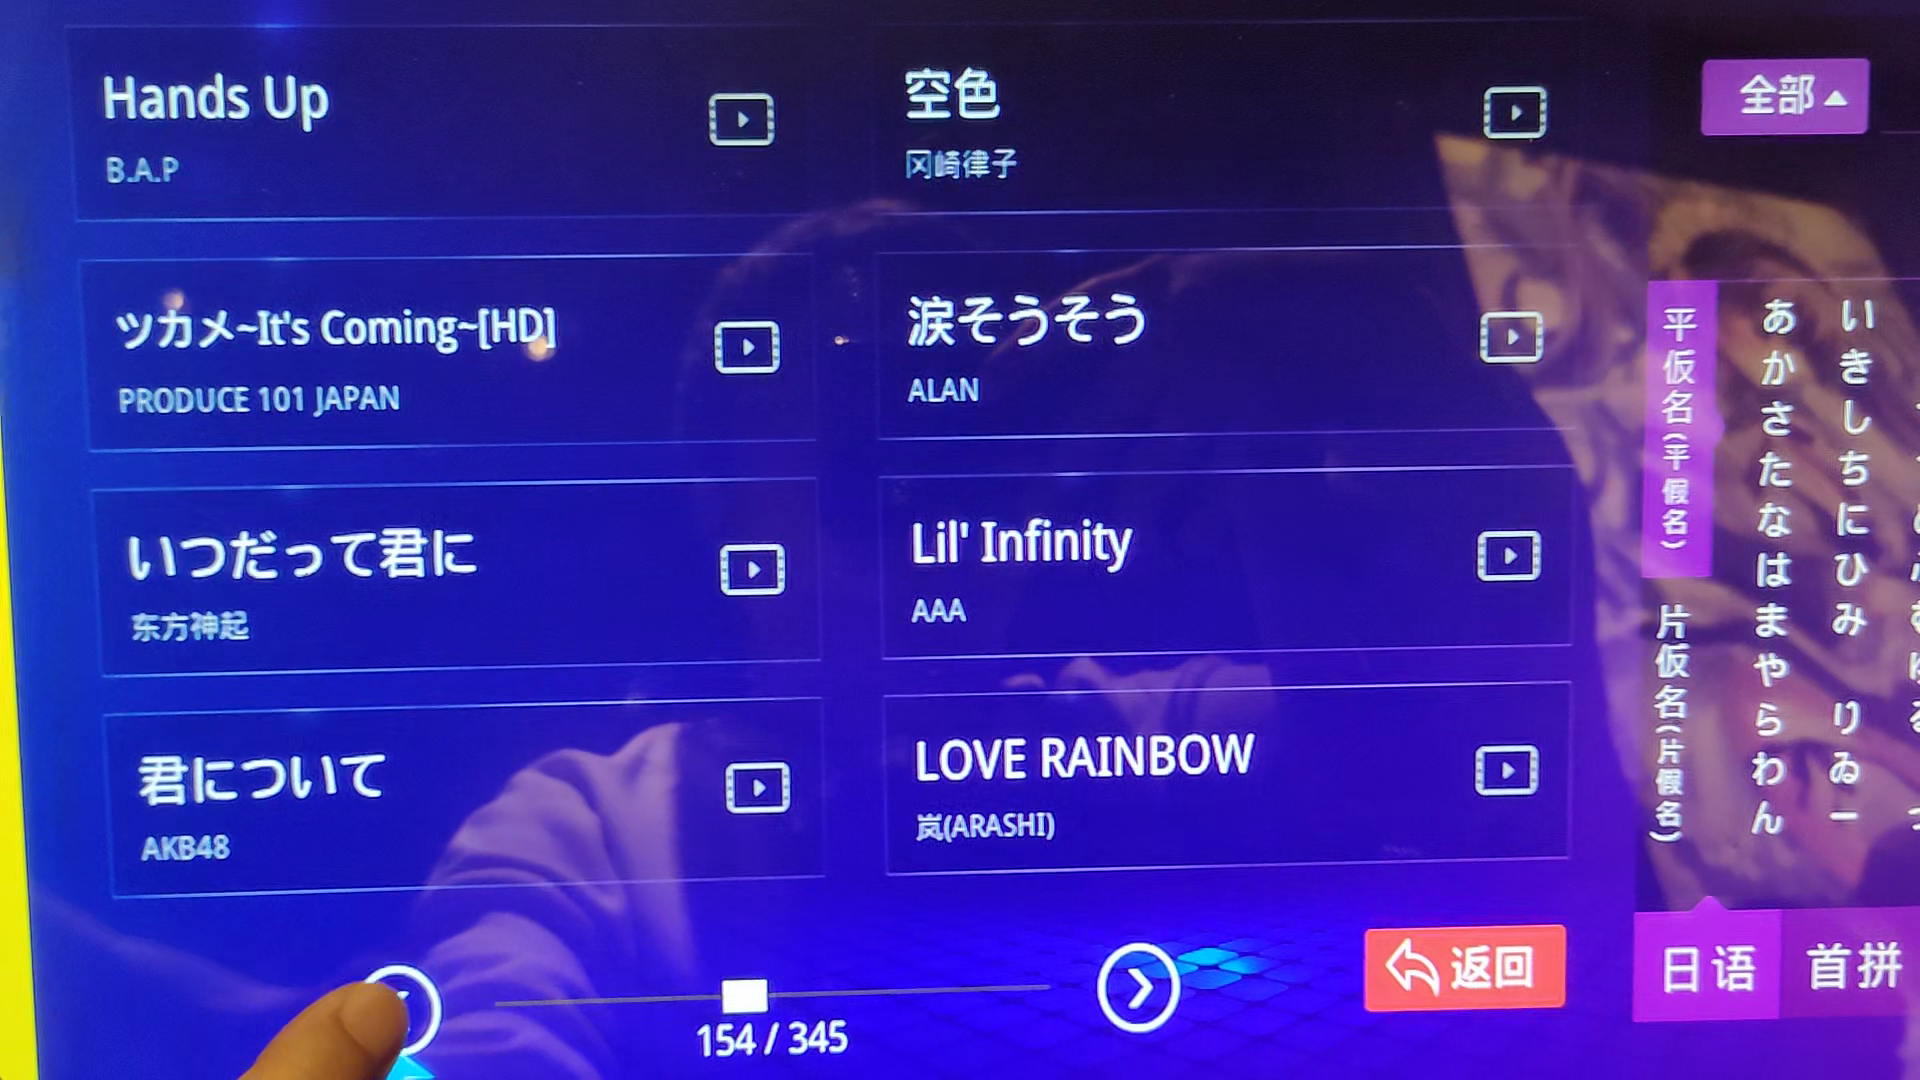 Hands Up
B.A.P
空色
冈崎律子
ツカメ~It's Coming~[HD]
PRODUCE 101 JAPAN
涙そうそう
ALAN
いつだって君に
东方神起
Lil' Infinity
AAA
君について
AKB48
LOVE RAINBOW
岚(ARASHI)
154 / 345
返回
全部
平仮名(平假名)
片仮名(片假名)
あかさたなはまやらわん
いきしちにひみ りゐー
日语
首拼